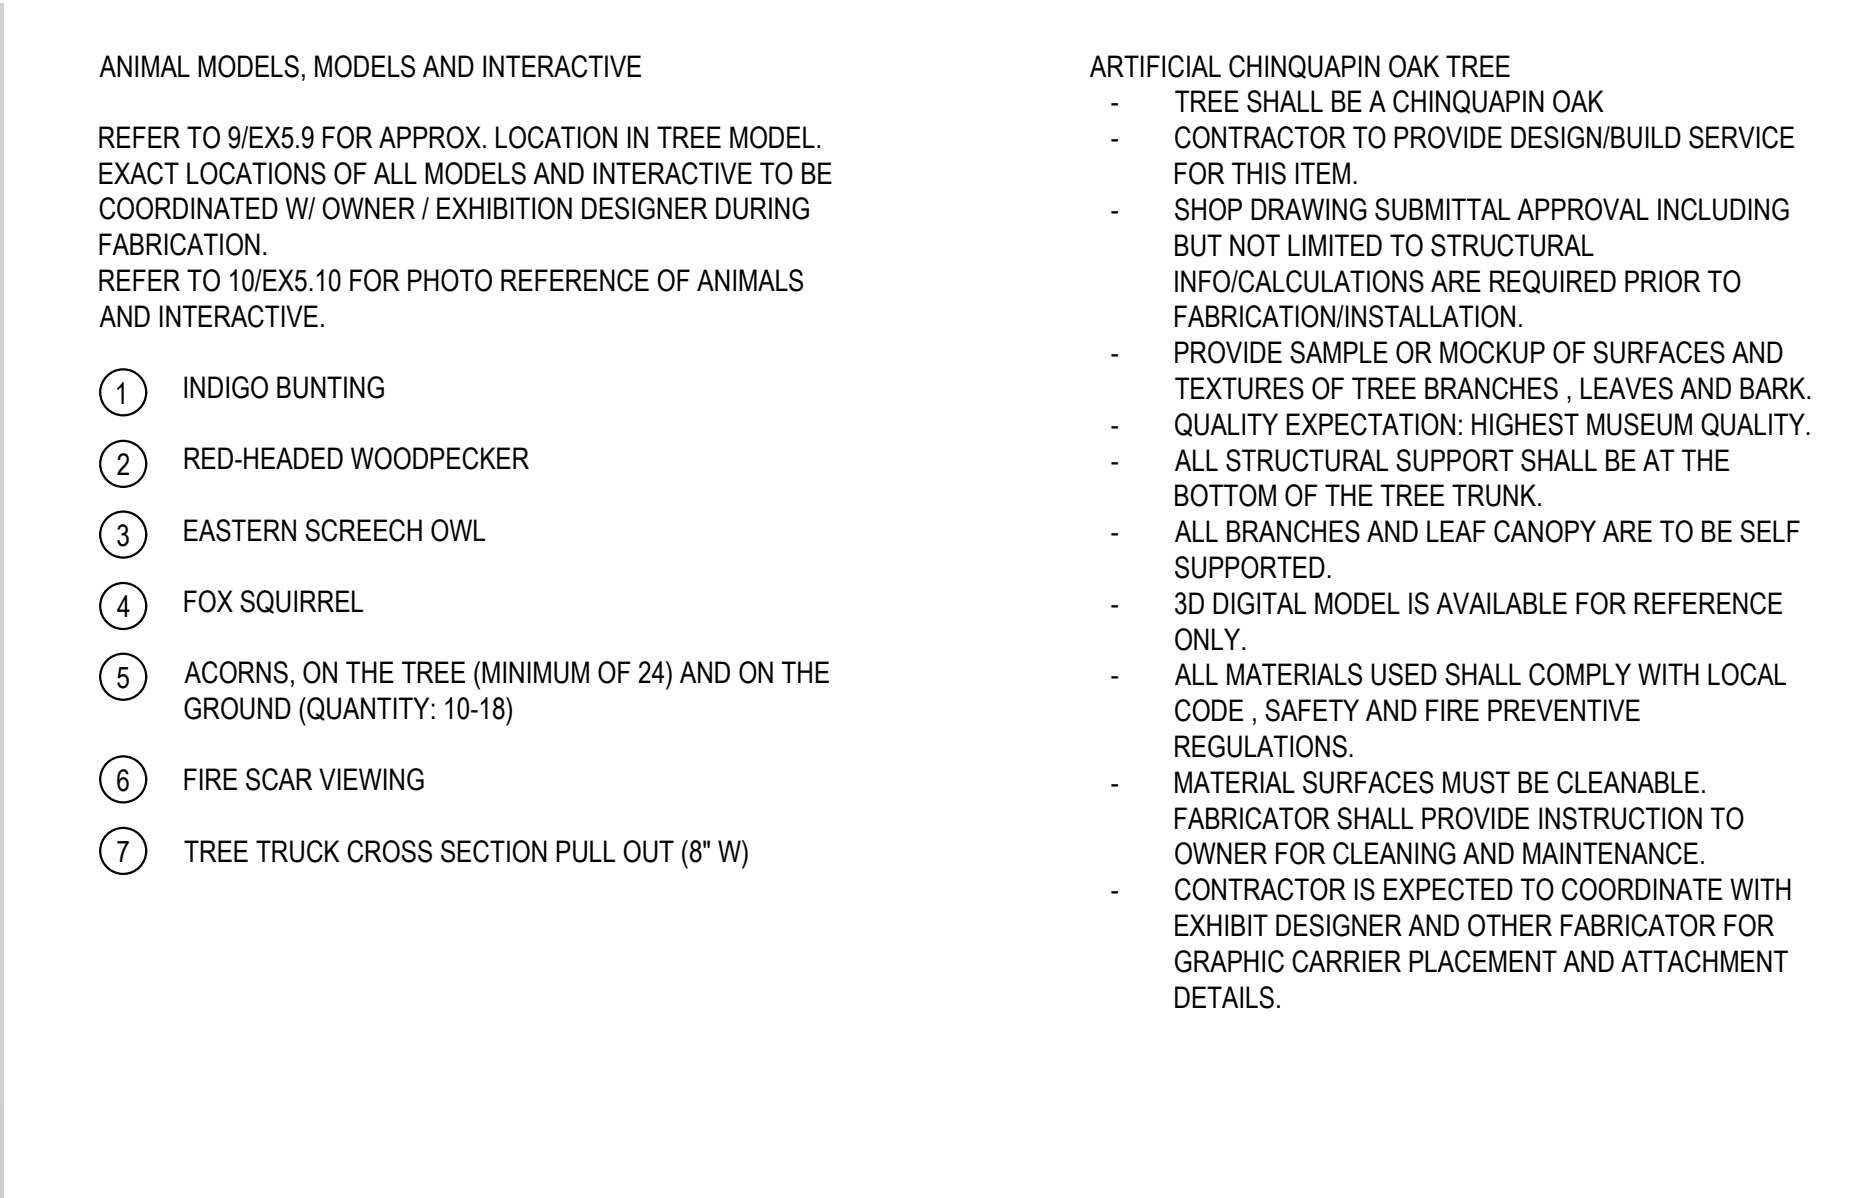 ANIMAL MODELS, MODELS AND INTERACTIVE
REFER TO 9/EX5.9 FOR APPROX. LOCATION IN TREE MODEL.
EXACT LOCATIONS OF ALL MODELS AND INTERACTIVE TO BE
COORDINATED W/ OWNER / EXHIBITION DESIGNER DURING
FABRICATION.
REFER TO 10/EX5.10 FOR PHOTO REFERENCE OF ANIMALS
AND INTERACTIVE.
1 INDIGO BUNTING
2 RED-HEADED WOODPECKER
3 EASTERN SCREECH OWL
4 FOX SQUIRREL
5 ACORNS, ON THE TREE (MINIMUM OF 24) AND ON THE
GROUND (QUANTITY: 10-18)
6 FIRE SCAR VIEWING
7 TREE TRUCK CROSS SECTION PULL OUT (8" W)
ARTIFICIAL CHINQUAPIN OAK TREE
- TREE SHALL BE A CHINQUAPIN OAK
- CONTRACTOR TO PROVIDE DESIGN/BUILD SERVICE
FOR THIS ITEM.
- SHOP DRAWING SUBMITTAL APPROVAL INCLUDING
BUT NOT LIMITED TO STRUCTURAL
INFO/CALCULATIONS ARE REQUIRED PRIOR TO
FABRICATION/INSTALLATION.
- PROVIDE SAMPLE OR MOCKUP OF SURFACES AND
TEXTURES OF TREE BRANCHES , LEAVES AND BARK.
- QUALITY EXPECTATION: HIGHEST MUSEUM QUALITY.
- ALL STRUCTURAL SUPPORT SHALL BE AT THE
BOTTOM OF THE TREE TRUNK.
- ALL BRANCHES AND LEAF CANOPY ARE TO BE SELF
SUPPORTED.
- 3D DIGITAL MODEL IS AVAILABLE FOR REFERENCE
ONLY.
- ALL MATERIALS USED SHALL COMPLY WITH LOCAL
CODE , SAFETY AND FIRE PREVENTIVE
REGULATIONS.
- MATERIAL SURFACES MUST BE CLEANABLE.
FABRICATOR SHALL PROVIDE INSTRUCTION TO
OWNER FOR CLEANING AND MAINTENANCE.
- CONTRACTOR IS EXPECTED TO COORDINATE WITH
EXHIBIT DESIGNER AND OTHER FABRICATOR FOR
GRAPHIC CARRIER PLACEMENT AND ATTACHMENT
DETAILS.